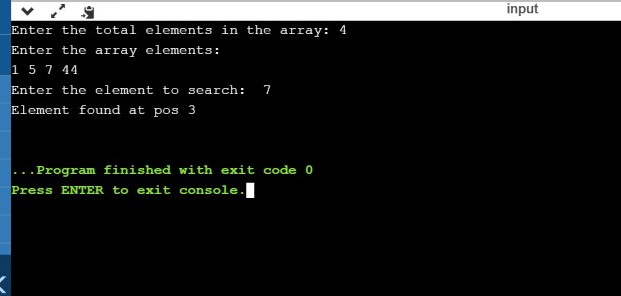 input
Enter the total elements in the array: 4
Enter the array elements:
1 5 7 44
Enter the element to search:  7
Element found at pos 3
...Program finished with exit code 0
Press ENTER to exit console.